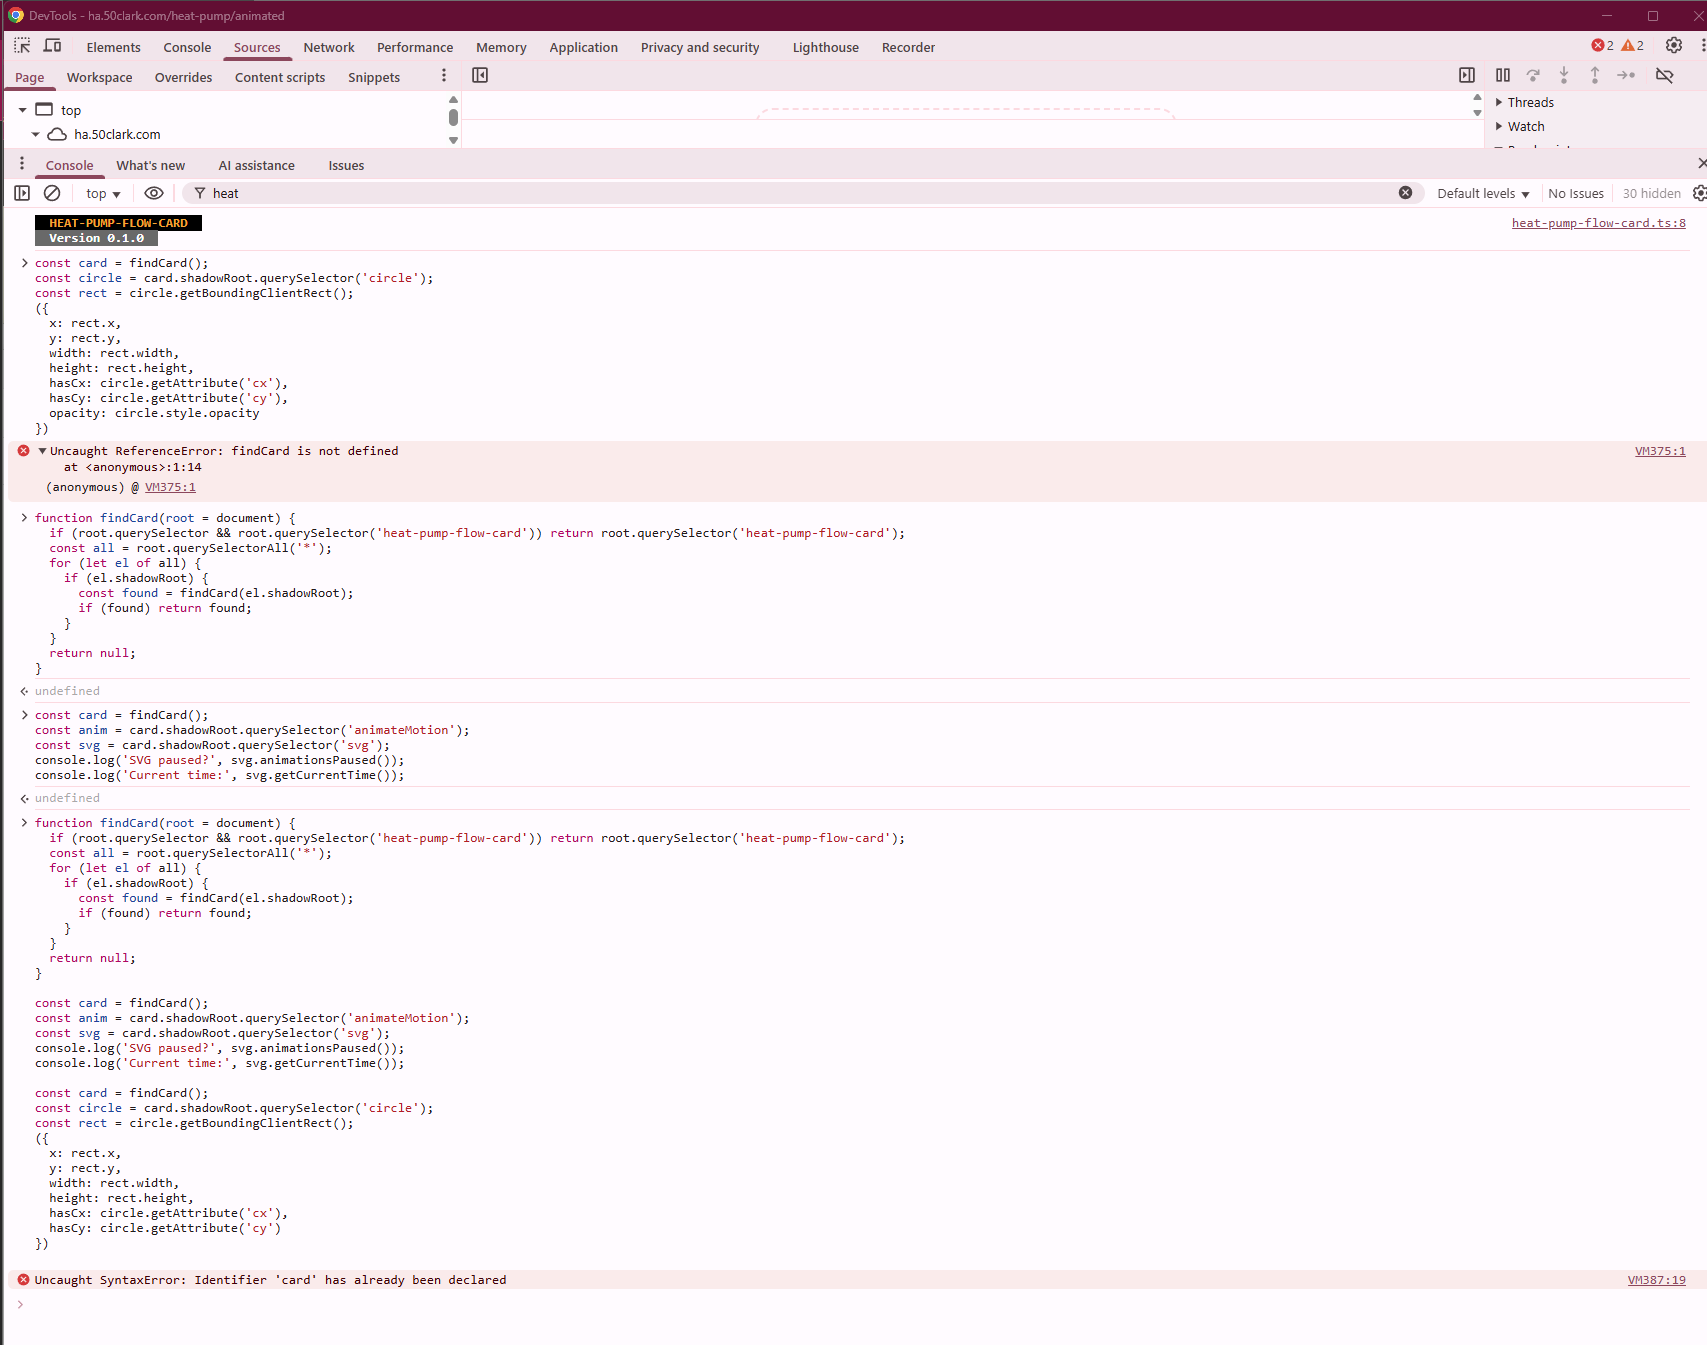 DevTools - ha.50clark.com/heat-pump/animated
Elements Console Sources Network Performance Memory Application Privacy and security Lighthouse Recorder 2 2
Page Workspace Overrides Content scripts Snippets
top
ha.50clark.com
Threads
Watch
Console What's new AI assistance Issues
top heat Default levels No Issues 30 hidden
HEAT-PUMP-FLOW-CARD heat-pump-flow-card.ts:8
Version 0.1.0
const card = findCard();
const circle = card.shadowRoot.querySelector('circle');
const rect = circle.getBoundingClientRect();
({
  x: rect.x,
  y: rect.y,
  width: rect.width,
  height: rect.height,
  hasCx: circle.getAttribute('cx'),
  hasCy: circle.getAttribute('cy'),
  opacity: circle.style.opacity
})
Uncaught ReferenceError: findCard is not defined VM375:1
at <anonymous>:1:14
(anonymous) @ VM375:1
function findCard(root = document) {
  if (root.querySelector && root.querySelector('heat-pump-flow-card')) return root.querySelector('heat-pump-flow-card');
  const all = root.querySelectorAll('*');
  for (let el of all) {
    if (el.shadowRoot) {
      const found = findCard(el.shadowRoot);
      if (found) return found;
    }
  }
  return null;
}
undefined
const card = findCard();
const anim = card.shadowRoot.querySelector('animateMotion');
const svg = card.shadowRoot.querySelector('svg');
console.log('SVG paused?', svg.animationsPaused());
console.log('Current time:', svg.getCurrentTime());
undefined
function findCard(root = document) {
  if (root.querySelector && root.querySelector('heat-pump-flow-card')) return root.querySelector('heat-pump-flow-card');
  const all = root.querySelectorAll('*');
  for (let el of all) {
    if (el.shadowRoot) {
      const found = findCard(el.shadowRoot);
      if (found) return found;
    }
  }
  return null;
}
const card = findCard();
const anim = card.shadowRoot.querySelector('animateMotion');
const svg = card.shadowRoot.querySelector('svg');
console.log('SVG paused?', svg.animationsPaused());
console.log('Current time:', svg.getCurrentTime());
const card = findCard();
const circle = card.shadowRoot.querySelector('circle');
const rect = circle.getBoundingClientRect();
({
  x: rect.x,
  y: rect.y,
  width: rect.width,
  height: rect.height,
  hasCx: circle.getAttribute('cx'),
  hasCy: circle.getAttribute('cy')
})
Uncaught SyntaxError: Identifier 'card' has already been declared VM387:19